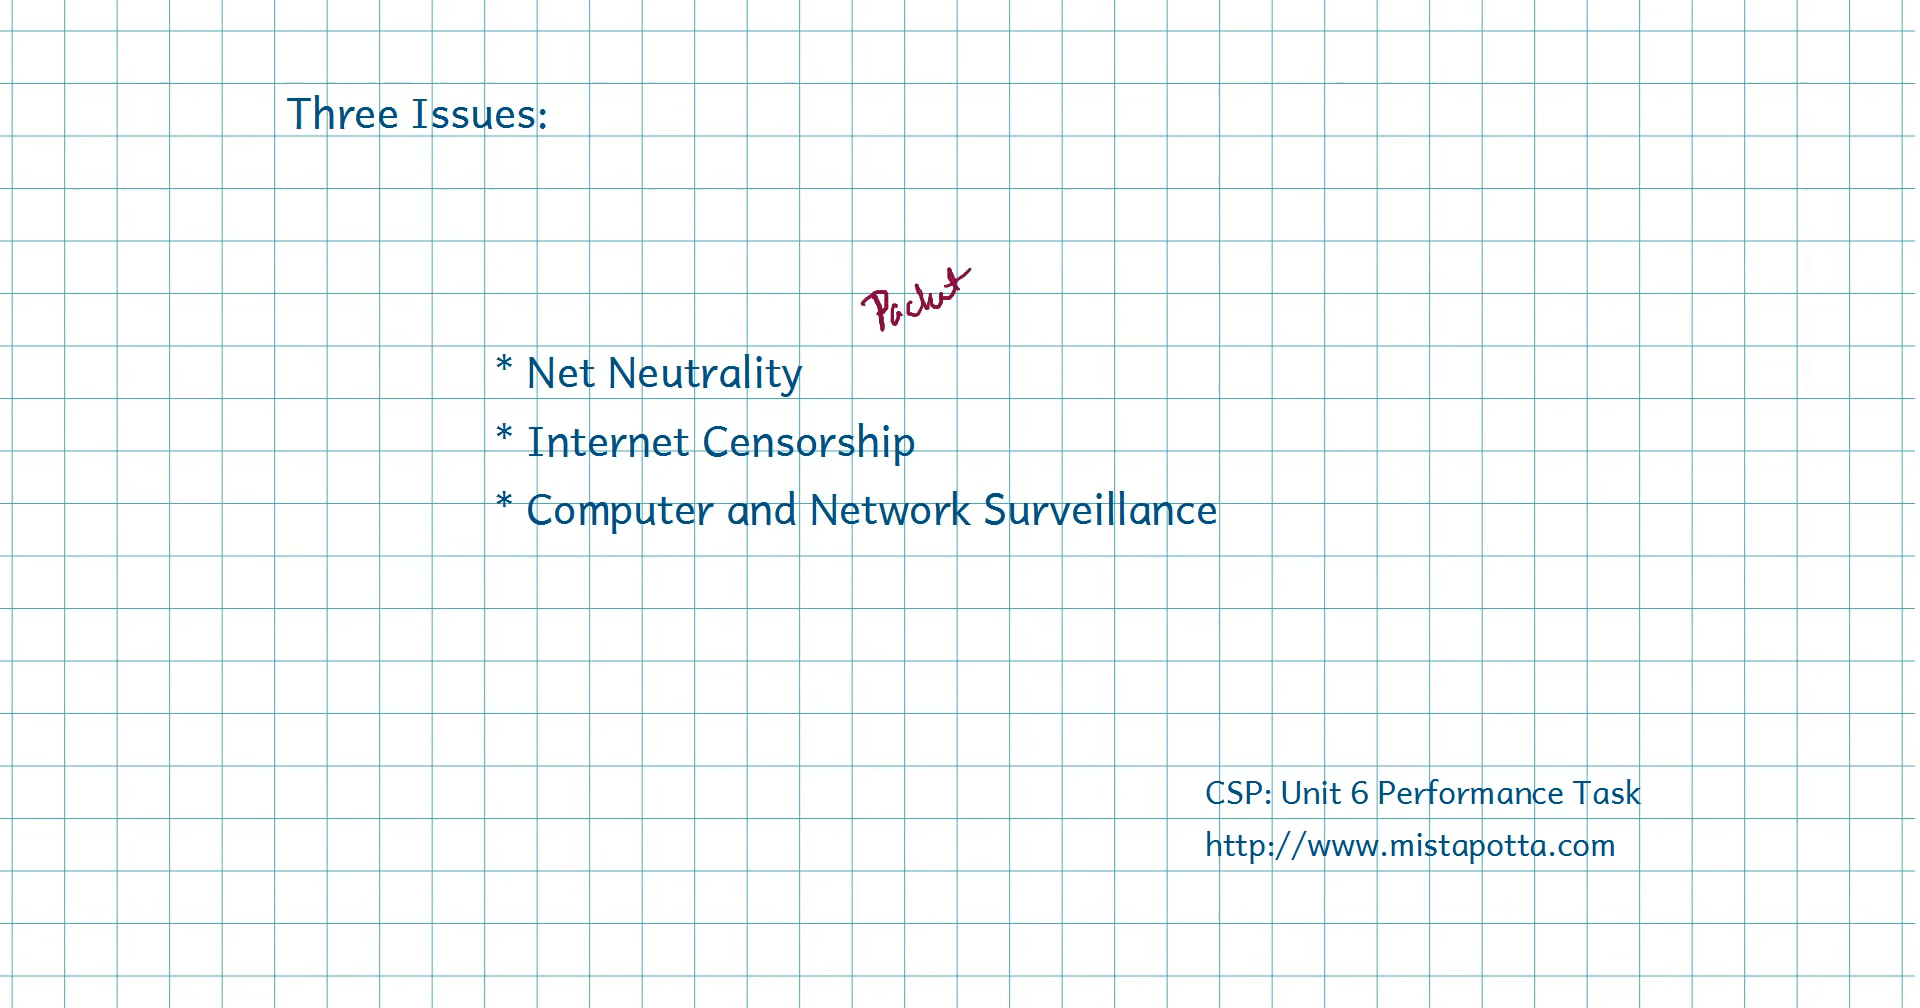 Three Issues:
Packet
* Net Neutrality
* Internet Censorship
* Computer and Network Surveillance
CSP: Unit 6 Performance Task
http://www.mistapotta.com